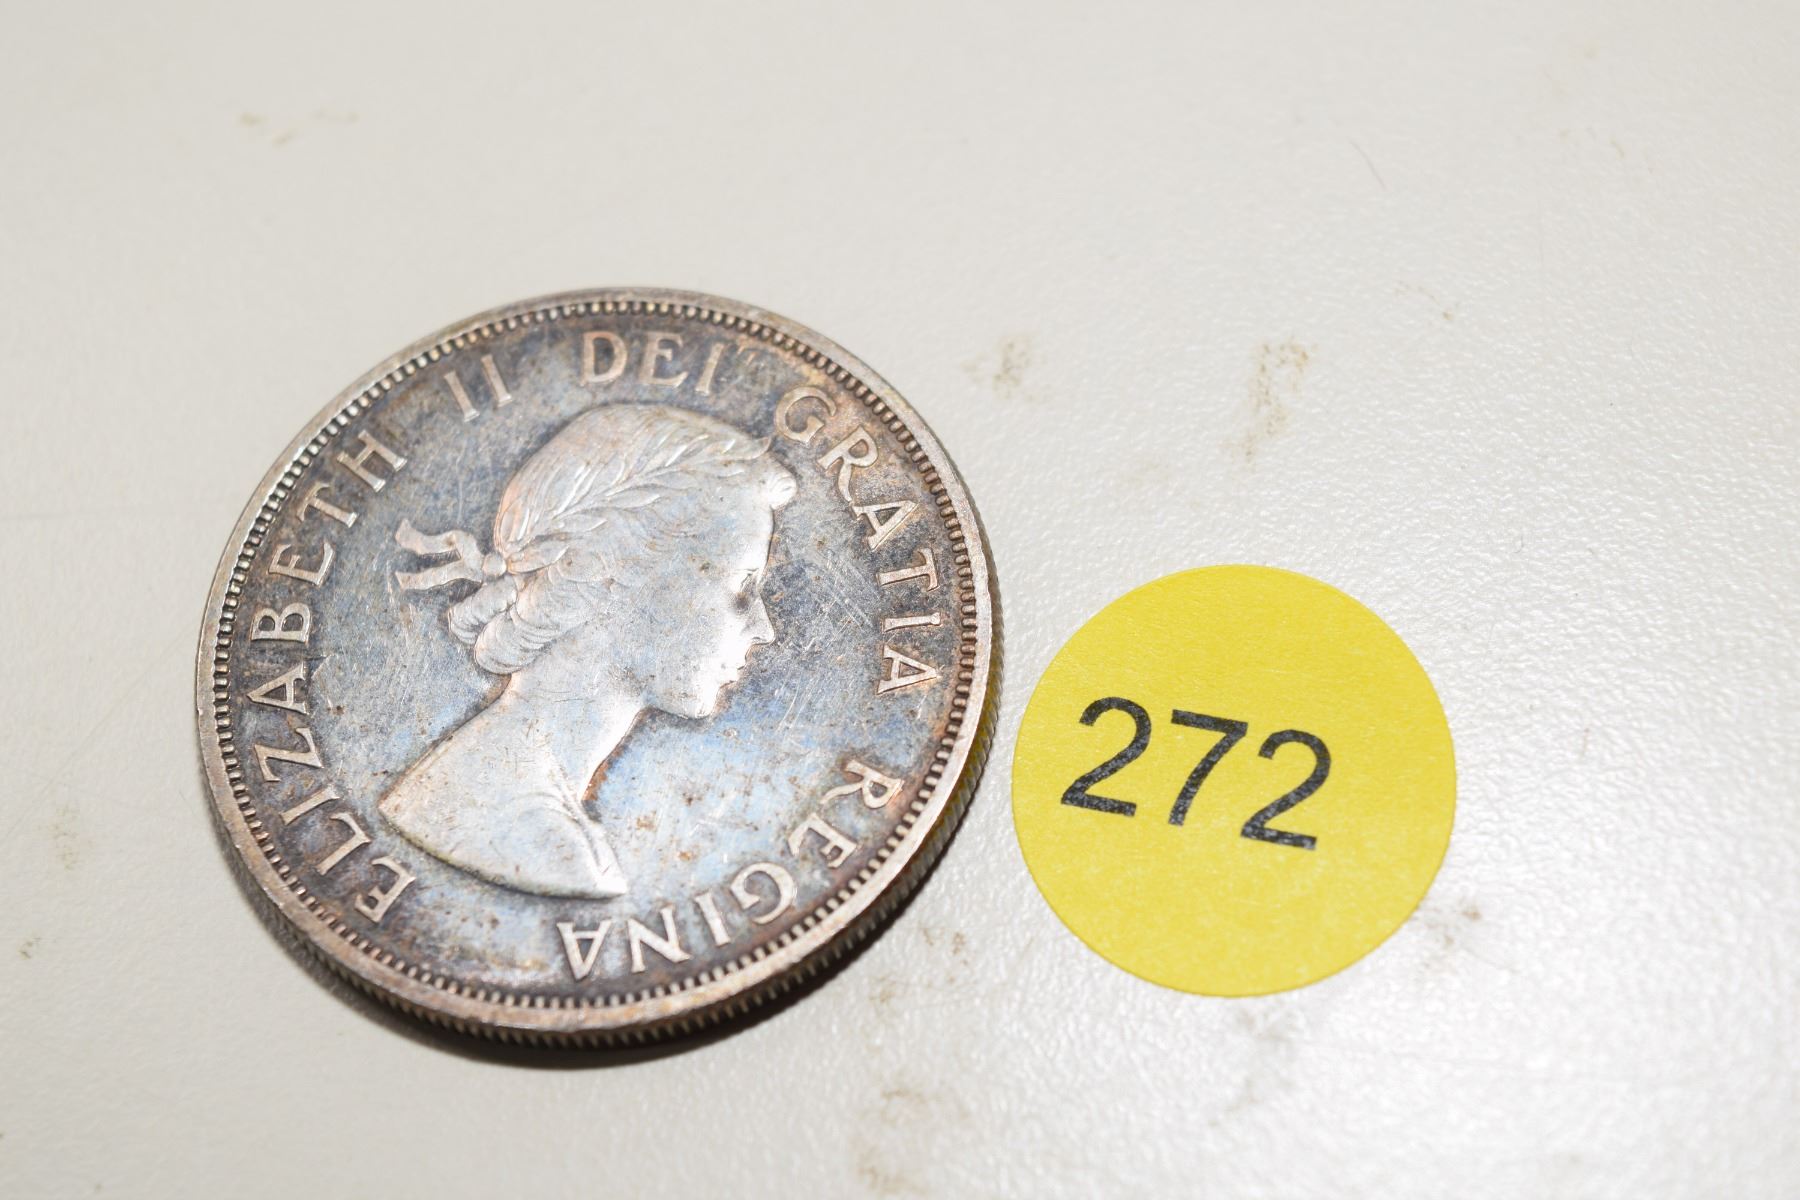 ELIZABETH II DEI GRATIA REGINA
272